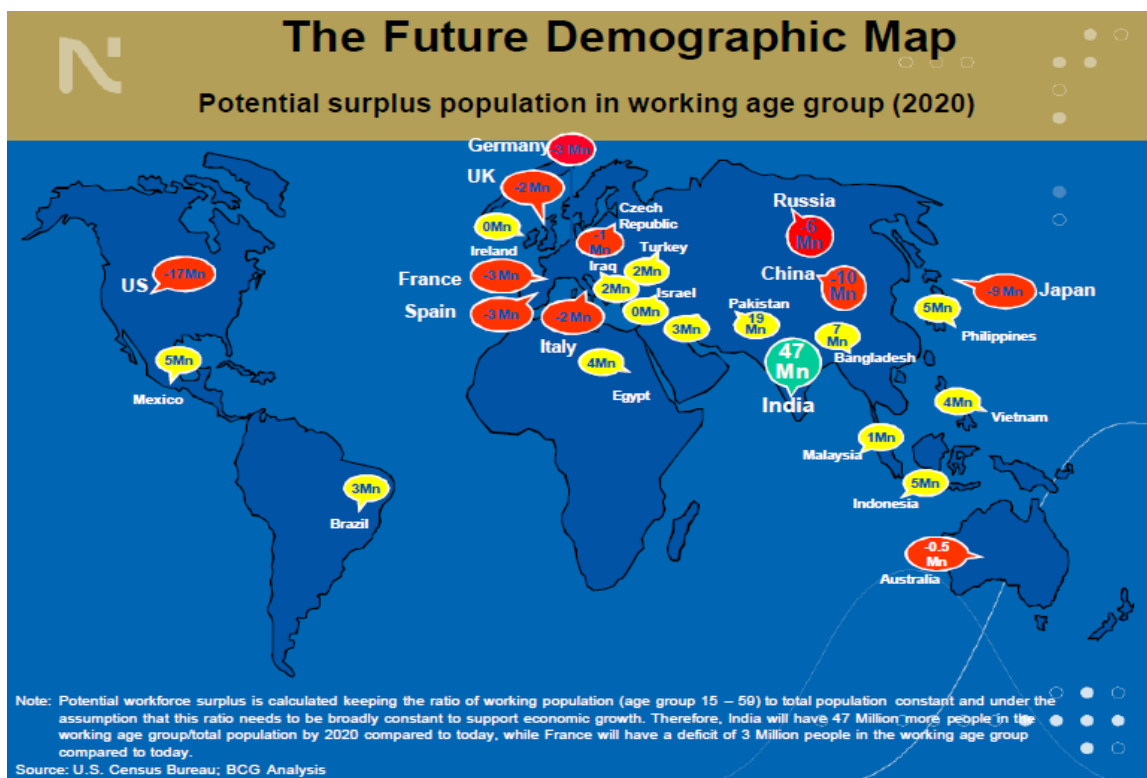 The Future Demographic Map
Potential surplus population in working age group (2020)
Germany
-3 Mn
UK
-2 Mn
Czech
Republic
-1
Mn
Russia
-6
Mn
0Mn
Ireland
Turkey
2Mn
US
-17Mn
France
-3 Mn
Iraq
2Mn
China
-10
Mn
-9 Mn
Japan
Spain
-3 Mn
-2 Mn
Italy
Israel
0Mn
3Mn
Pakistan
19
Mn
7
Mn
Bangladesh
5Mn
Philippines
5Mn
Mexico
4Mn
Egypt
47
Mn
India
4Mn
Vietnam
1Mn
Malaysia
3Mn
Brazil
5Mn
Indonesia
-0.5
Mn
Australia
Note: Potential workforce surplus is calculated keeping the ratio of working population (age group 15 – 59) to total population constant and under the
assumption that this ratio needs to be broadly constant to support economic growth. Therefore, India will have 47 Million more people in the
working age group/total population by 2020 compared to today, while France will have a deficit of 3 Million people in the working age group
compared to today.
Source: U.S. Census Bureau; BCG Analysis